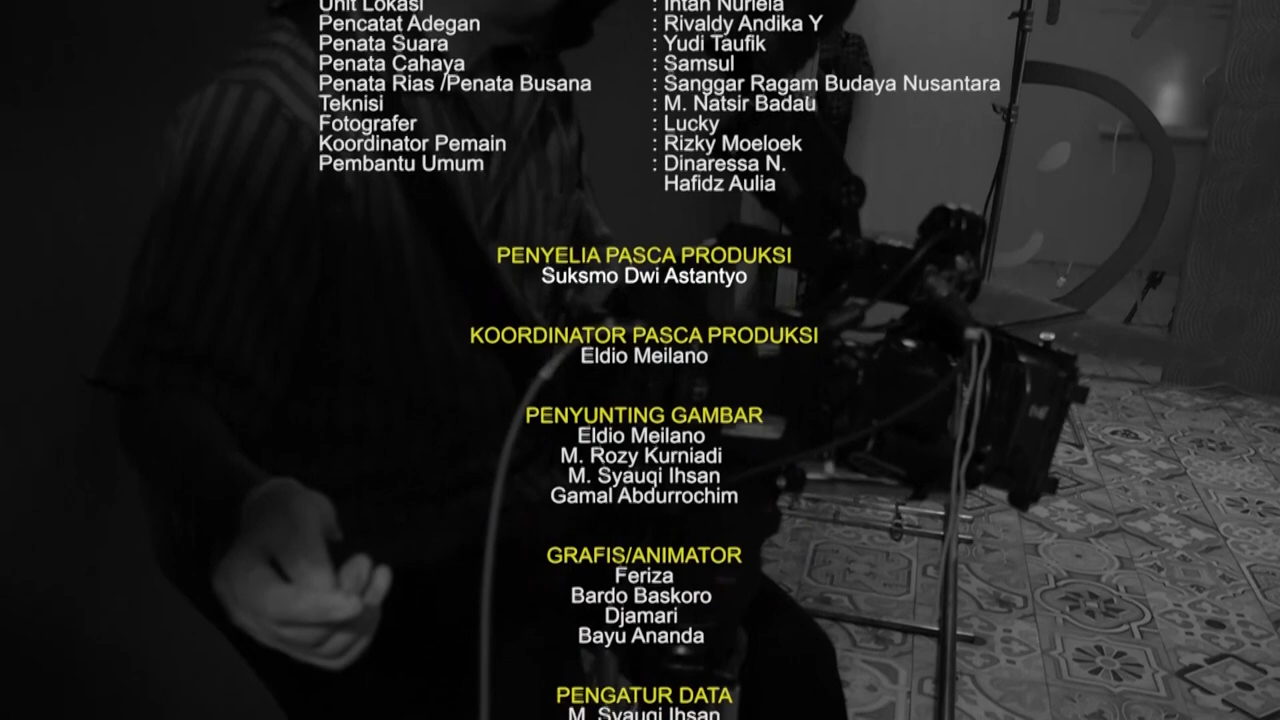 Unit Lokasi : Intan Nuriela
Pencatat Adegan : Rivaldy Andika Y
Penata Suara : Yudi Taufik
Penata Cahaya : Samsul
Penata Rias /Penata Busana : Sanggar Ragam Budaya Nusantara
Teknisi : M. Natsir Badau
Fotografer : Lucky
Koordinator Pemain : Rizky Moeloek
Pembantu Umum : Dinaressa N.
Hafidz Aulia
PENYELIA PASCA PRODUKSI
Suksmo Dwi Astantyo
KOORDINATOR PASCA PRODUKSI
Eldio Meilano
PENYUNTING GAMBAR
Eldio Meilano
M. Rozy Kurniadi
M. Syauqi Ihsan
Gamal Abdurrochim
GRAFIS/ANIMATOR
Feriza
Bardo Baskoro
Djamari
Bayu Ananda
PENGATUR DATA
M. Syauqi Ihsan